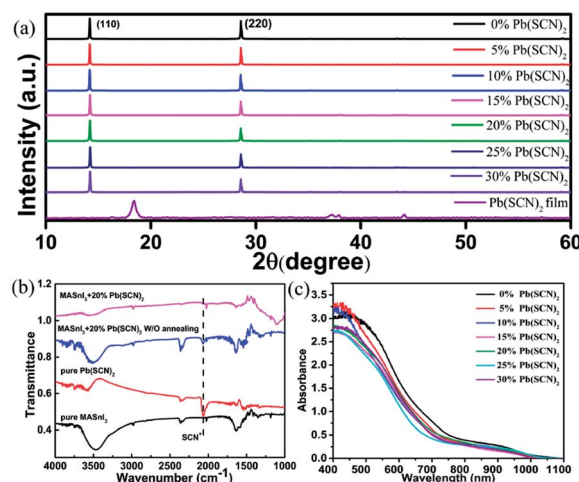 (a)
(110)
(220)
0% Pb(SCN)2
5% Pb(SCN)2
10% Pb(SCN)2
15% Pb(SCN)2
20% Pb(SCN)2
25% Pb(SCN)2
30% Pb(SCN)2
Pb(SCN)2 film
Intensity (a.u.)
10 20 30 40 50 60
2θ(degree)
(b)
1.2
1.0
0.8
0.6
0.4
Transmittance
MASnI3+20% Pb(SCN)2
MASnI3+20% Pb(SCN)2 W/O annealing
pure Pb(SCN)2
pure MASnI3
SCN-
4000 3500 3000 2500 2000 1500 1000
Wavenumber (cm-1)
(c)
3.5
3.0
2.5
2.0
1.5
1.0
0.5
0.0
Absorbance
0% Pb(SCN)2
5% Pb(SCN)2
10% Pb(SCN)2
15% Pb(SCN)2
20% Pb(SCN)2
25% Pb(SCN)2
30% Pb(SCN)2
400 500 600 700 800 900 1000 1100
Wavelength (nm)